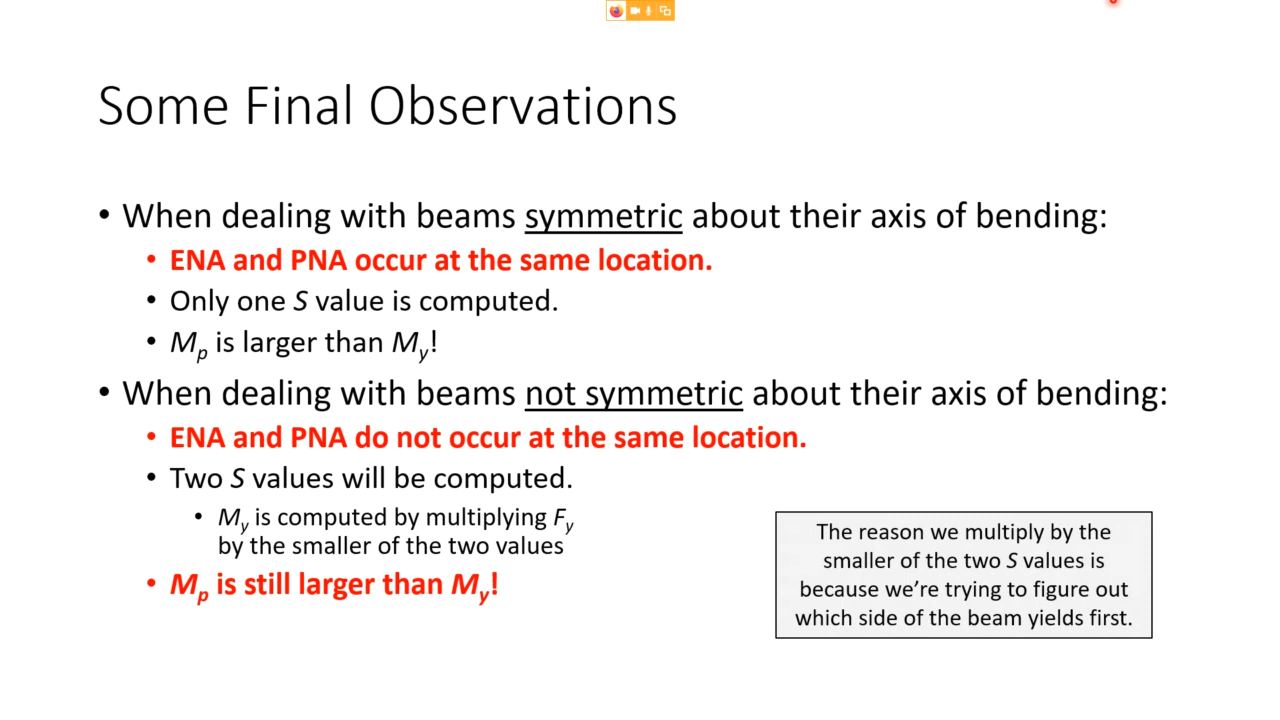 Some Final Observations
• When dealing with beams symmetric about their axis of bending:
• ENA and PNA occur at the same location.
• Only one S value is computed.
• Mp is larger than My!
• When dealing with beams not symmetric about their axis of bending:
• ENA and PNA do not occur at the same location.
• Two S values will be computed.
• My is computed by multiplying Fy
by the smaller of the two values
• Mp is still larger than My!
The reason we multiply by the
smaller of the two S values is
because we’re trying to figure out
which side of the beam yields first.